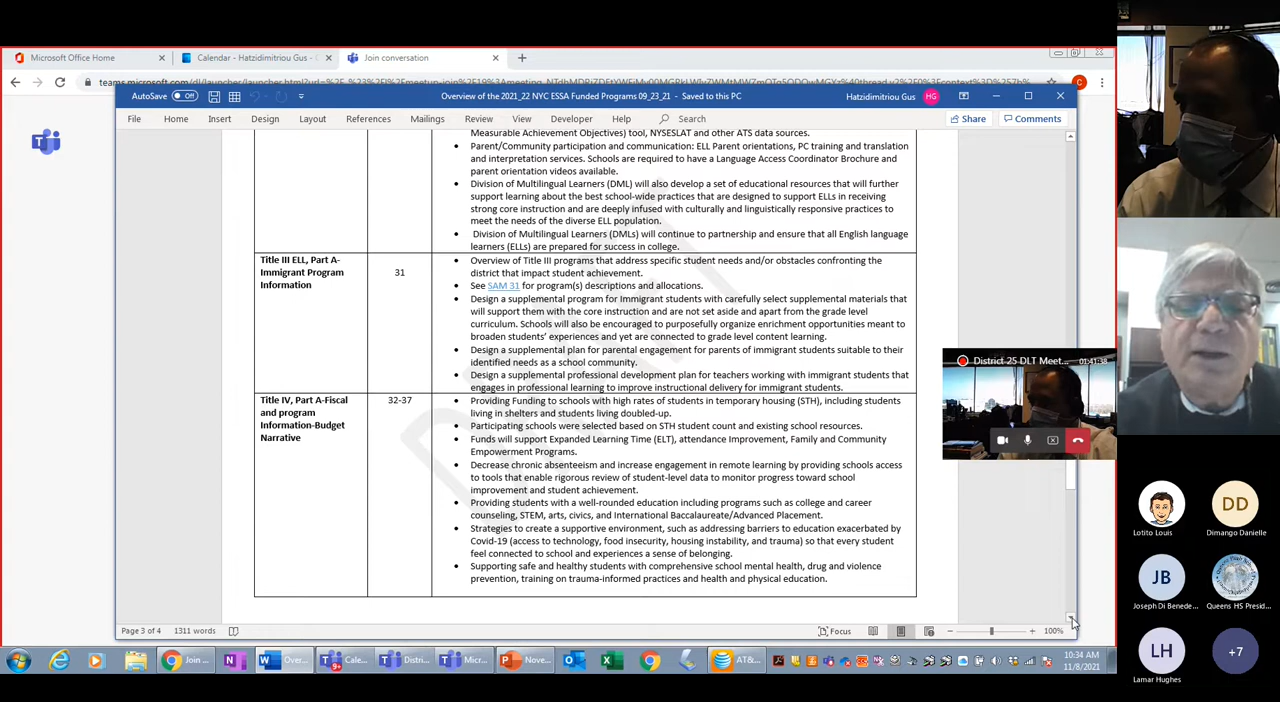 Microsoft Office Home
Calendar - Hatzidimitriou Gus -
Join conversation
AutoSave
Off
Overview of the 2021_22 NYC ESSA Funded Programs 09_23_21 - Saved to this PC
Hatzidimitriou Gus
HG
File
Home
Insert
Design
Layout
References
Mailings
Review
View
Developer
Help
Search
Share
Comments
Measurable Achievement Objectives) tool, NYSESLAT and other ATS data sources.
Parent/Community participation and communication: ELL Parent orientations, PC training and translation
and interpretation services. Schools are required to have a Language Access Coordinator Brochure and
parent orientation videos available.
Division of Multilingual Learners (DML) will also develop a set of educational resources that will further
support learning about the best school-wide practices that are designed to support ELLs in receiving
strong core instruction and are deeply infused with culturally and linguistically responsive practices to
meet the needs of the diverse ELL population.
Division of Multilingual Learners (DMLs) will continue to partnership and ensure that all English language
learners (ELLs) are prepared for success in college.
Title III ELL, Part A-
Immigrant Program
Information
31
Overview of Title III programs that address specific student needs and/or obstacles confronting the
district that impact student achievement.
See SAM 31 for program(s) descriptions and allocations.
Design a supplemental program for Immigrant students with carefully select supplemental materials that
will support them with the core instruction and are not set aside and apart from the grade level
curriculum. Schools will also be encouraged to purposefully organize enrichment opportunities meant to
broaden students' experiences and yet are connected to grade level content learning.
Design a supplemental plan for parental engagement for parents of immigrant students suitable to their
identified needs as a school community.
Design a supplemental professional development plan for teachers working with immigrant students that
engages in professional learning to improve instructional delivery for immigrant students.
Title IV, Part A-Fiscal
and program
Information-Budget
Narrative
32-37
Providing Funding to schools with high rates of students in temporary housing (STH), including students
living in shelters and students living doubled-up.
Participating schools were selected based on STH student count and existing school resources.
Funds will support Expanded Learning Time (ELT), attendance Improvement, Family and Community
Empowerment Programs.
Decrease chronic absenteeism and increase engagement in remote learning by providing schools access
to tools that enable rigorous review of student-level data to monitor progress toward school
improvement and student achievement.
Providing students with a well-rounded education including programs such as college and career
counseling, STEM, arts, civics, and International Baccalaureate/Advanced Placement.
Strategies to create a supportive environment, such as addressing barriers to education exacerbated by
Covid-19 (access to technology, food insecurity, housing instability, and trauma) so that every student
feel connected to school and experiences a sense of belonging.
Supporting safe and healthy students with comprehensive school mental health, drug and violence
prevention, training on trauma-informed practices and health and physical education.
Page 3 of 4
1311 words
Focus
100%
Join ...
Over...
Cale...
Distri...
Micr...
Nove...
AT&...
10:34 AM
11/8/2021
District 25 DLT Meet...
01:41:38
Lotito Louis
DD
Dimango Danielle
JB
Joseph Di Benede...
Queens HS Presid...
LH
Lamar Hughes
+7